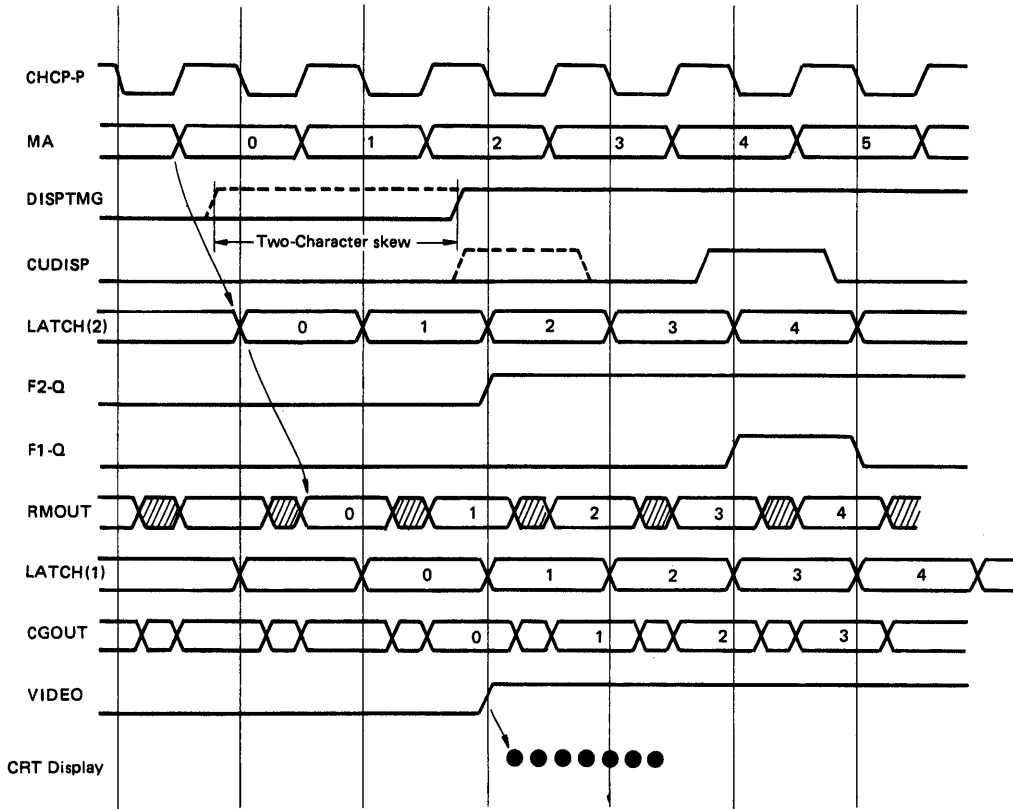 CHCP-P
MA 0 1 2 3 4 5
DISPTMG
Two-Character skew
CUDISP
LATCH(2) 0 1 2 3 4
F2-Q
F1-Q
RMOUT 0 1 2 3 4
LATCH(1) 0 1 2 3 4
CGOUT 0 1 2 3
VIDEO
CRT Display